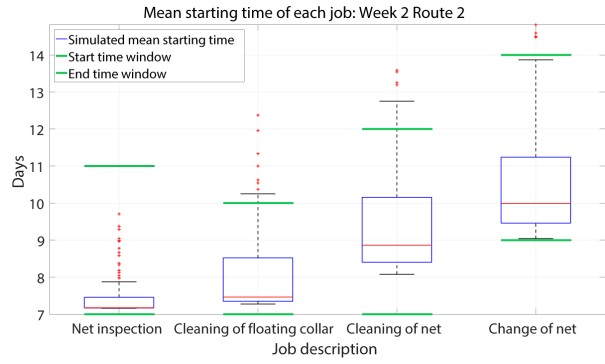 Mean starting time of each job: Week 2 Route 2
Simulated mean starting time
Start time window
End time window
14
13
12
11
10
9
8
7
Days
Net inspection
Cleaning of floating collar
Cleaning of net
Change of net
Job description